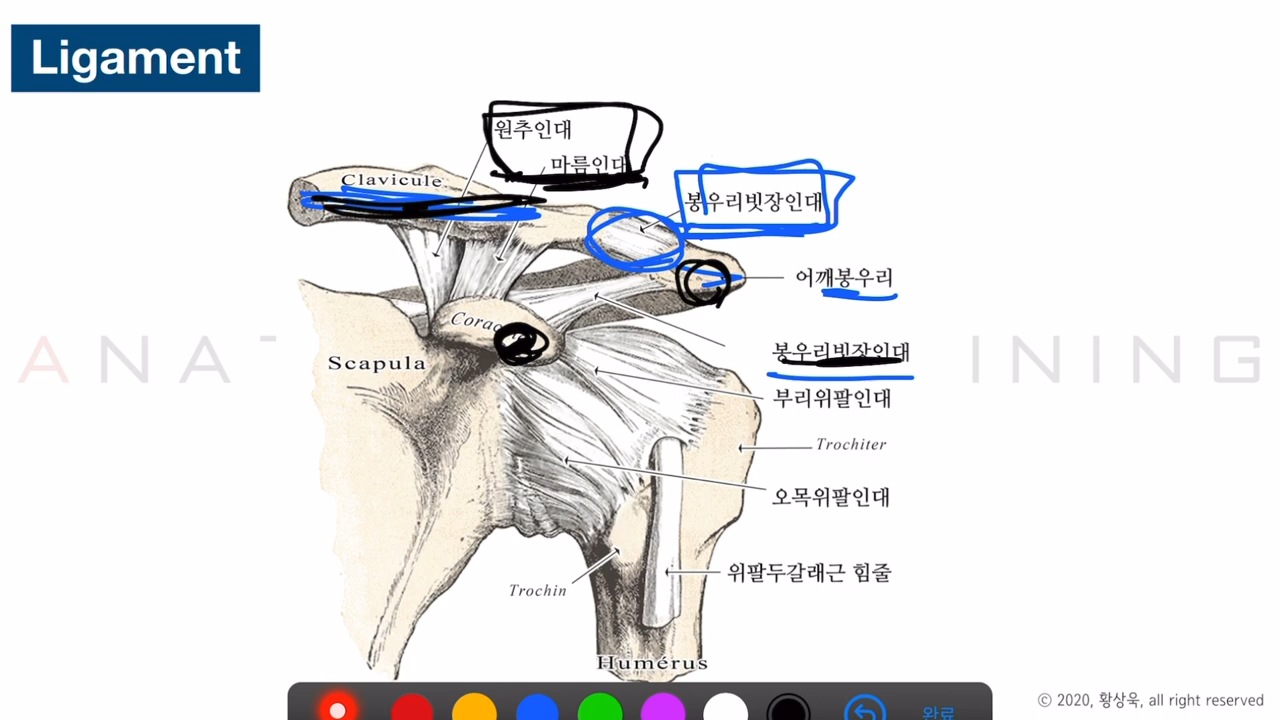 Ligament
원추인대
마름인대
Clavicule
봉우리빗장인대
어깨봉우리
봉우리빗장인대
Scapula
부리위팔인대
Trochiter
오목위팔인대
위팔두갈래근 힘줄
Trochin
Humérus
© 2020, 황상욱, all right reserved
완료